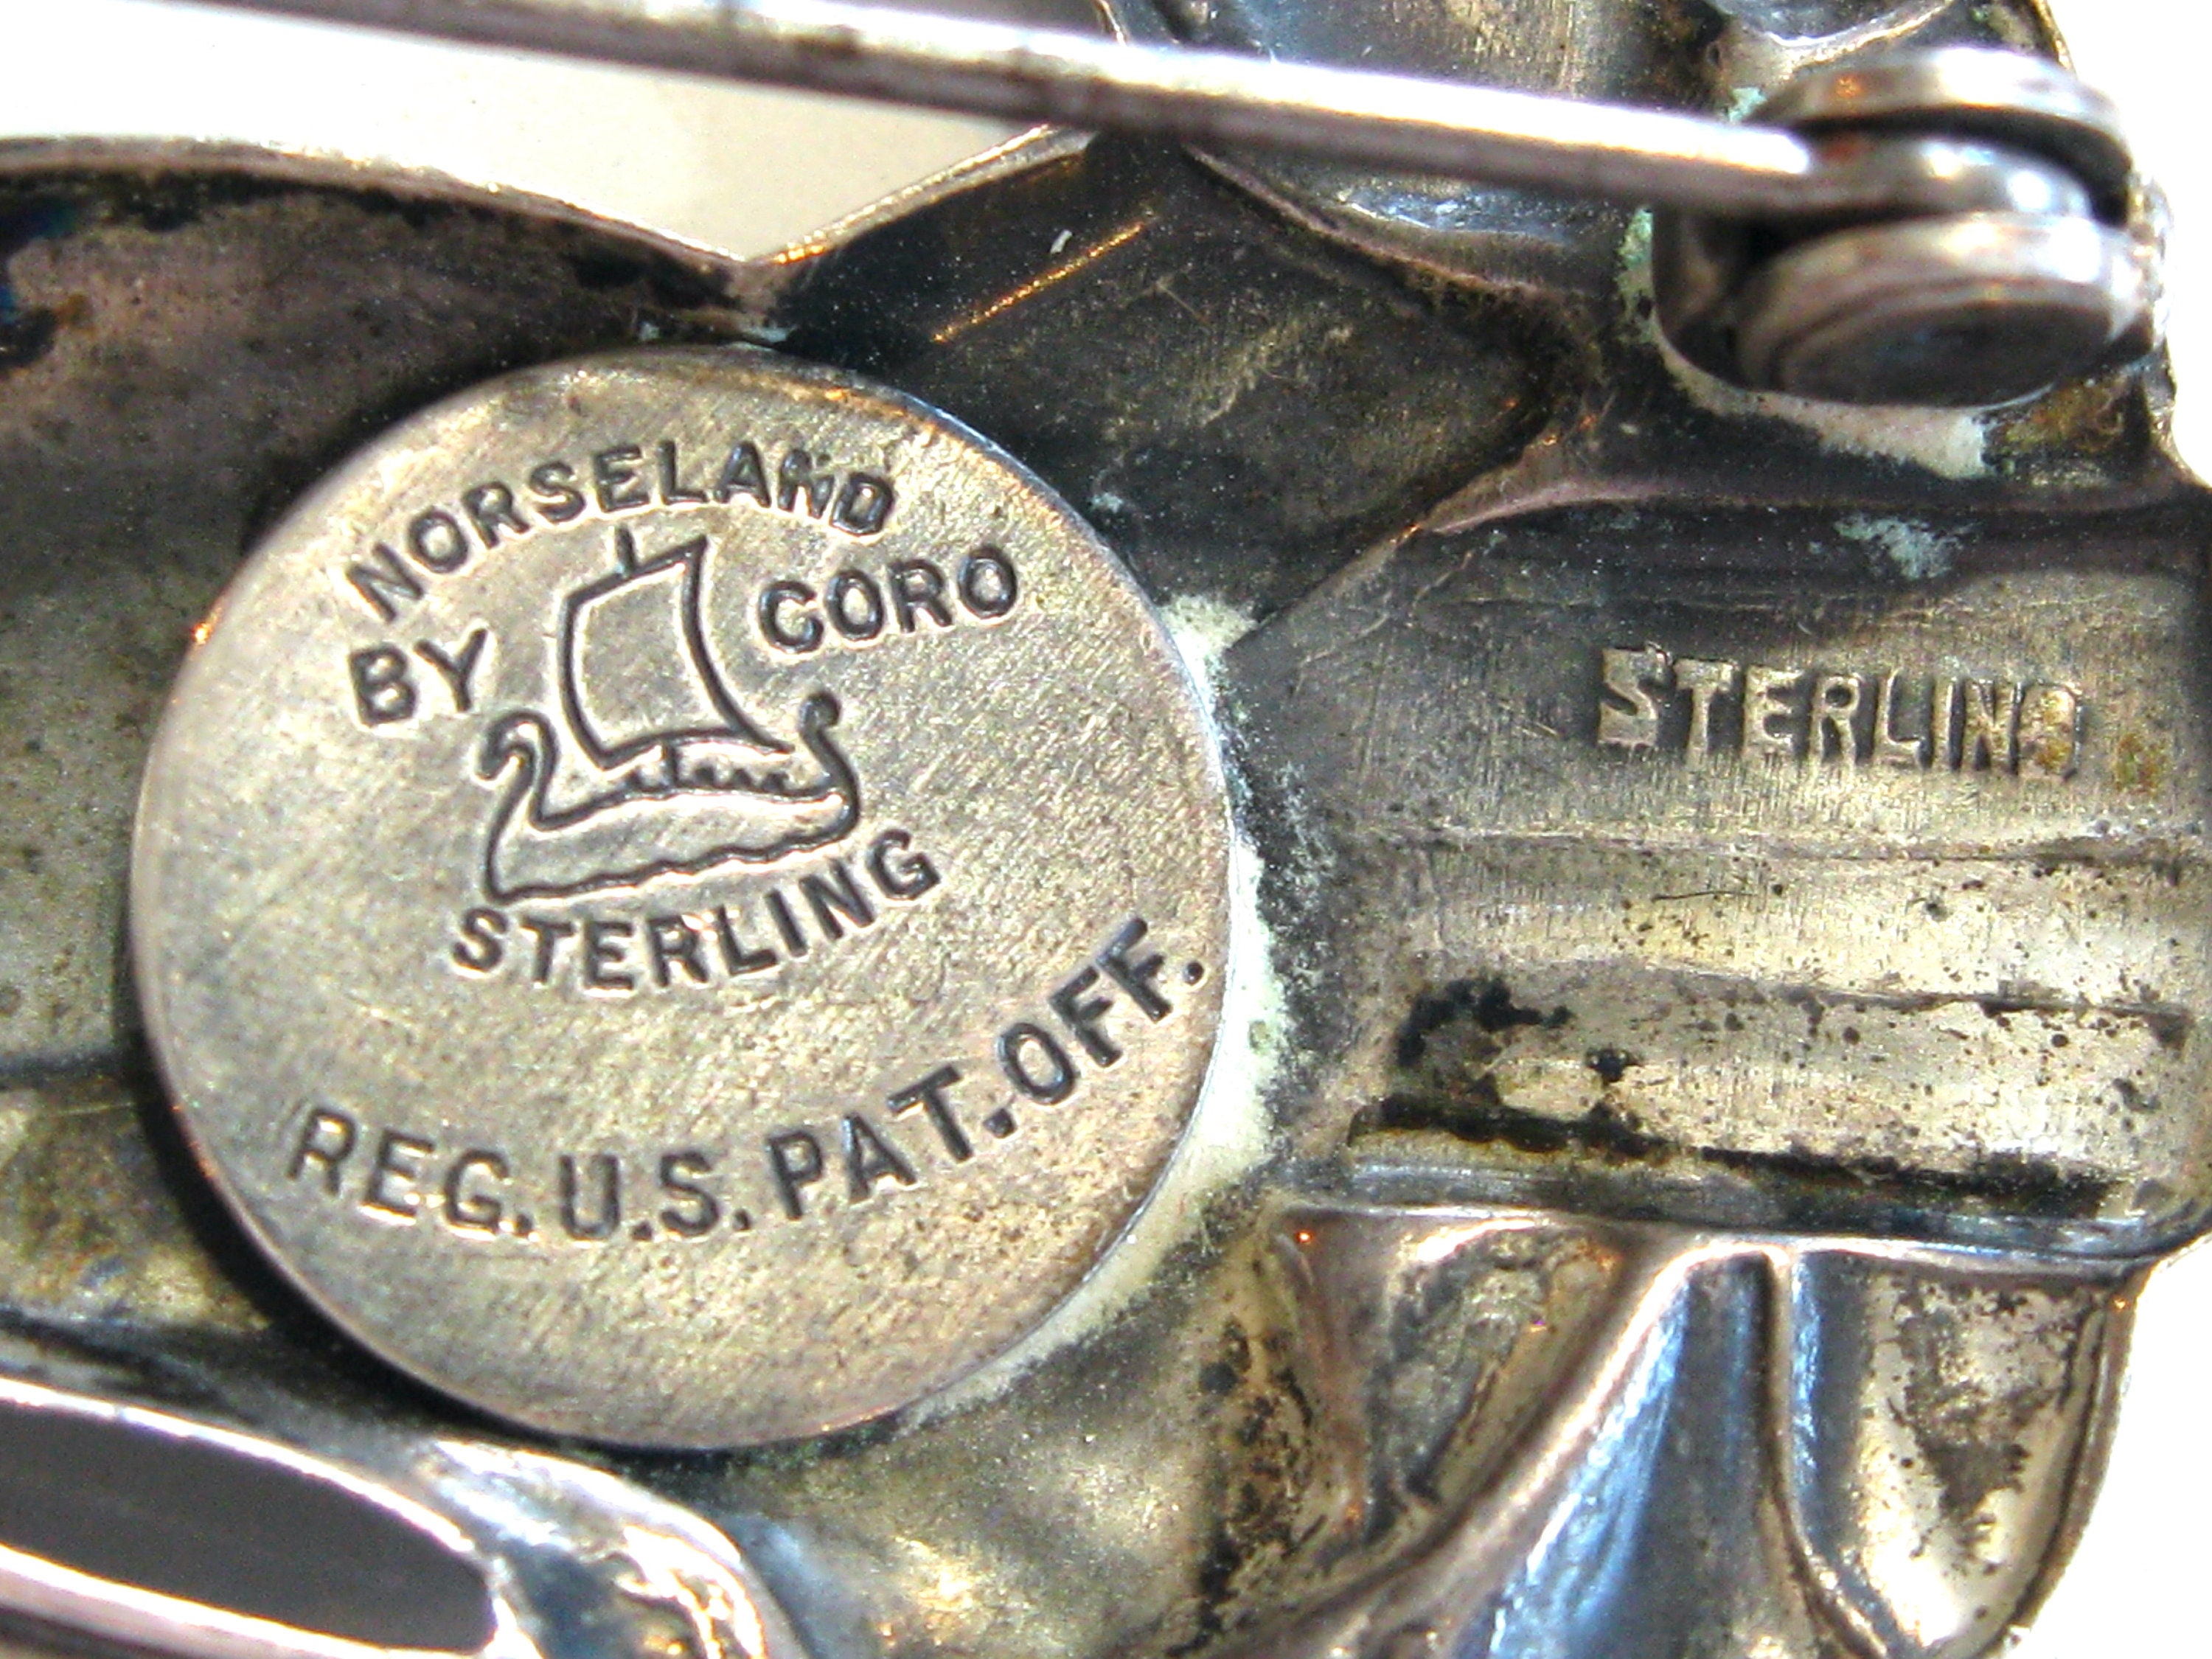 NORSELAND
BY CORO
STERLING
REG. U.S. PAT. OFF.
STERLING